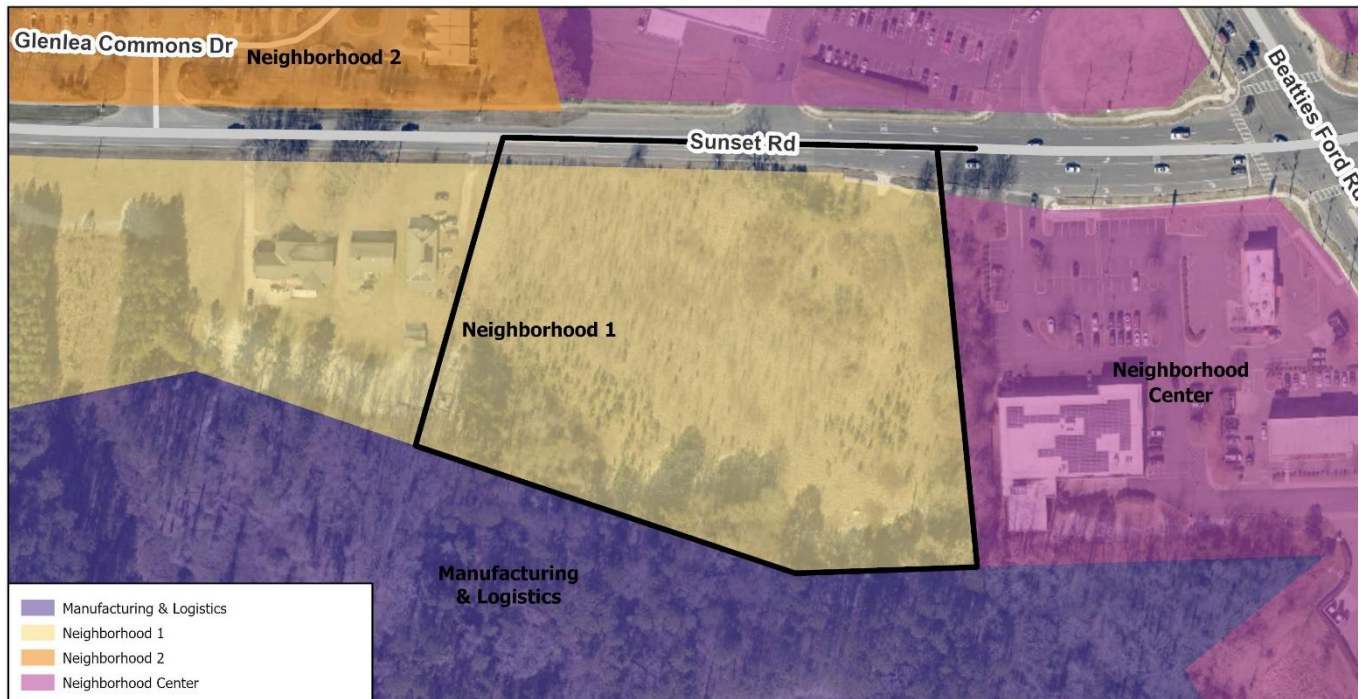 Glenlea Commons Dr
Neighborhood 2
Beatties Ford Rd
Sunset Rd
Neighborhood 1
Neighborhood
Center
Manufacturing
& Logistics
Manufacturing & Logistics
Neighborhood 1
Neighborhood 2
Neighborhood Center